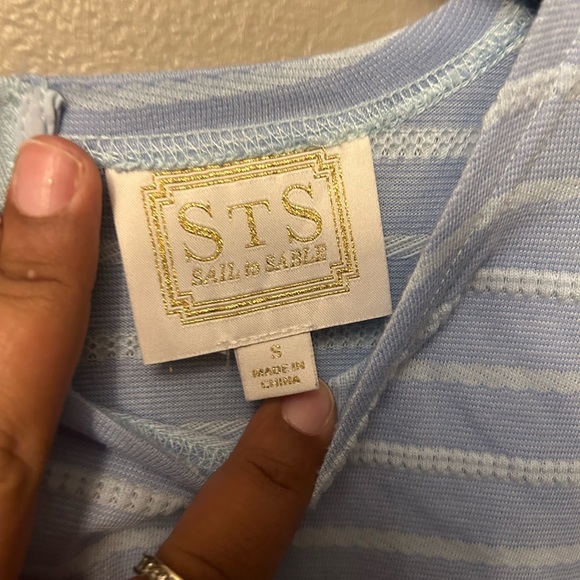 STS
SAIL to SABLE
S
MADE IN
CHINA